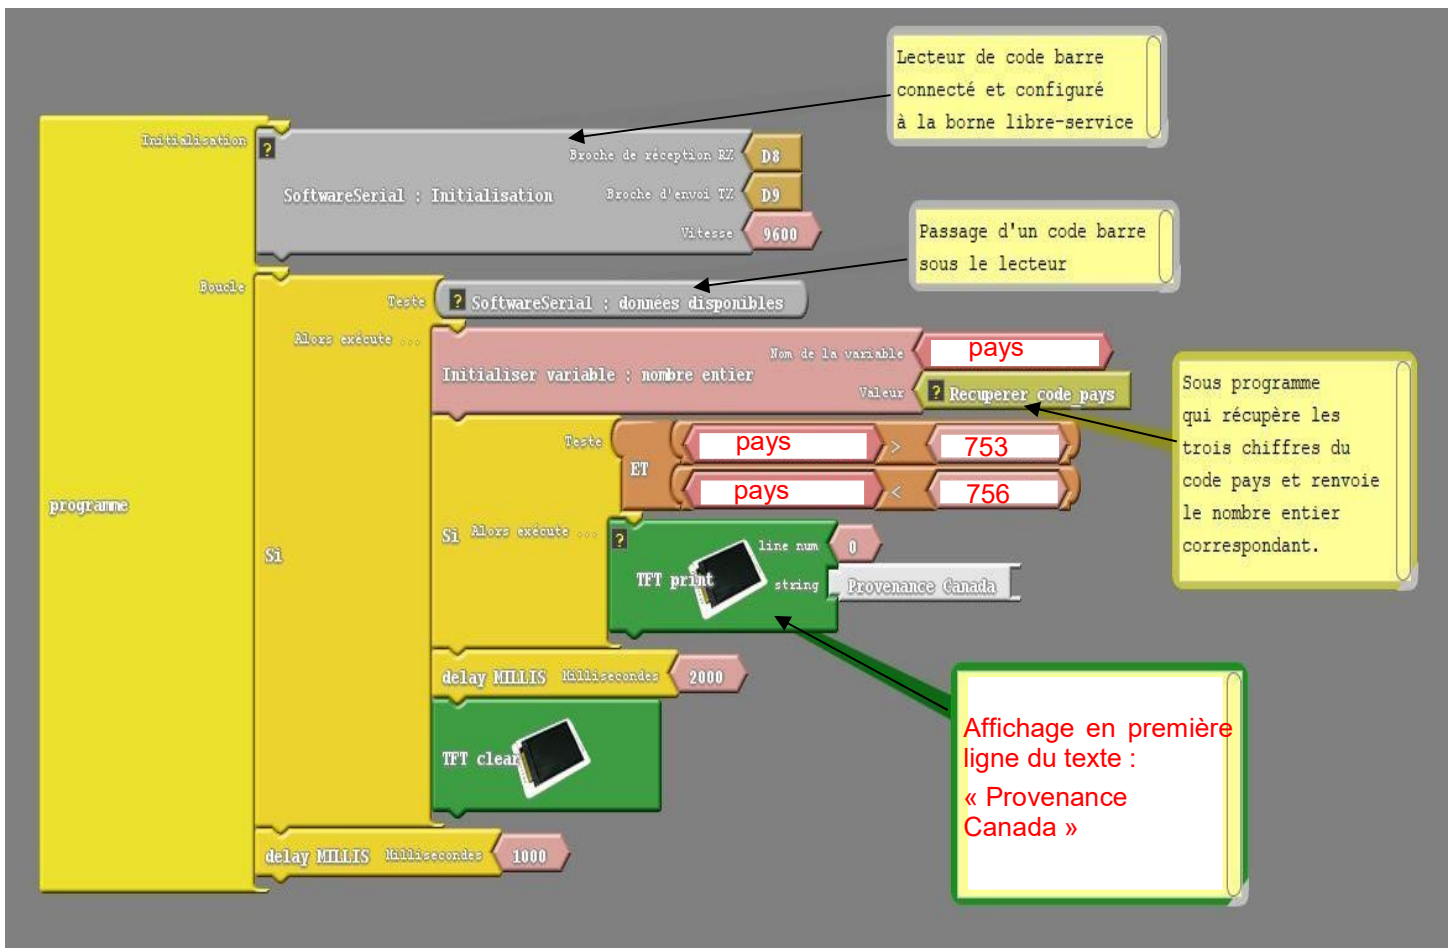 Lecteur de code barre
connecté et configuré
à la borne libre-service
Initialisation
?
Broche de réception RX
D8
SoftwareSerial : Initialisation
Broche d'envoi TX
D9
Vitesse
9600
Passage d'un code barre
sous le lecteur
Boucle
Teste
? SoftwareSerial : données disponibles
Alors exécute ...
Nom de la variable
pays
Initialiser variable : nombre entier
Valeur
? Recuperer code_pays
Sous programme
qui récupère les
trois chiffres du
code pays et renvoie
le nombre entier
correspondant.
Teste
pays > 753
ET
pays < 756
programme
Si
Si
Alors exécute ...
?
line num
0
TFT print
string
Provenance Canada
delay MILLIS Millisecondes 2000
TFT clear
Affichage en première
ligne du texte :
« Provenance
Canada »
delay MILLIS Millisecondes 1000